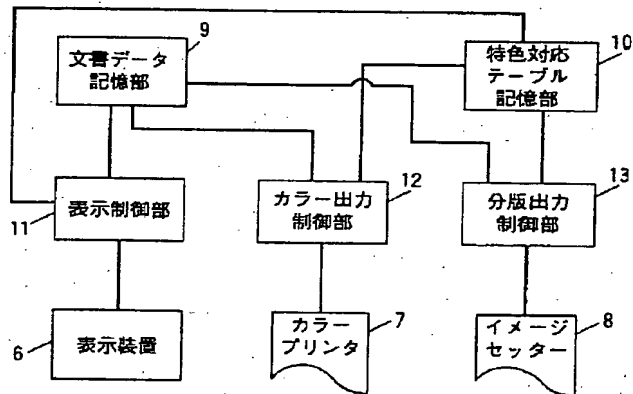 9
文書データ
記憶部
10
特色対応
テーブル
記憶部
11
表示制御部
12
カラー出力
制御部
13
分版出力
制御部
6
表示装置
7
カラー
プリンタ
8
イメージ
セッター